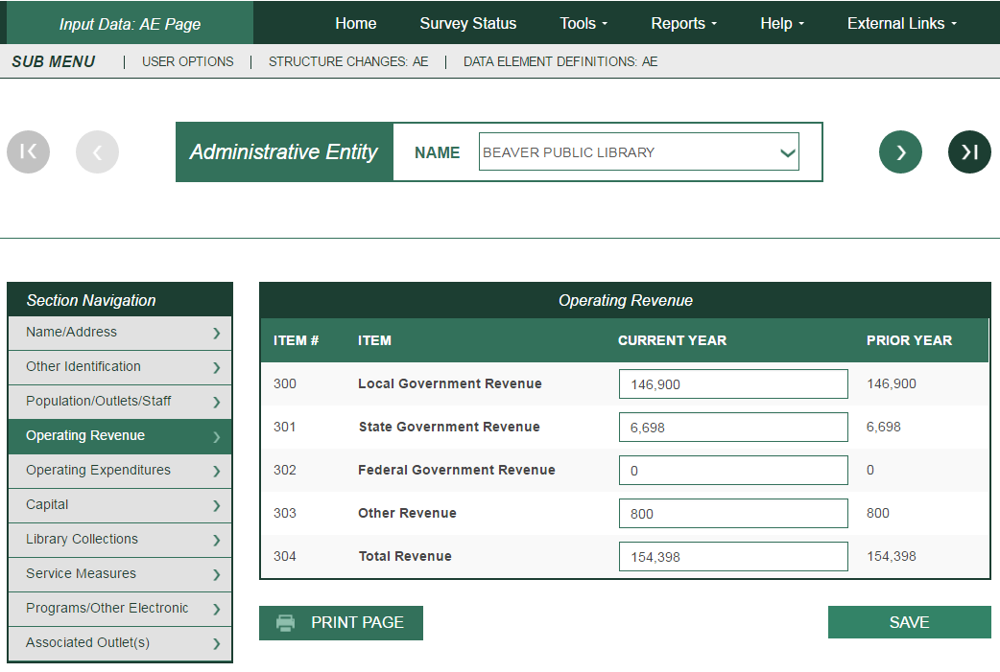 Input Data: AE Page Home Survey Status Tools Reports Help External Links
SUB MENU | USER OPTIONS | STRUCTURE CHANGES: AE | DATA ELEMENT DEFINITIONS: AE
Administrative Entity NAME BEAVER PUBLIC LIBRARY
Section Navigation
Name/Address
Other Identification
Population/Outlets/Staff
Operating Revenue
Operating Expenditures
Capital
Library Collections
Service Measures
Programs/Other Electronic
Associated Outlet(s)
Operating Revenue
ITEM # ITEM CURRENT YEAR PRIOR YEAR
300 Local Government Revenue 146,900 146,900
301 State Government Revenue 6,698 6,698
302 Federal Government Revenue 0 0
303 Other Revenue 800 800
304 Total Revenue 154,398 154,398
PRINT PAGE SAVE